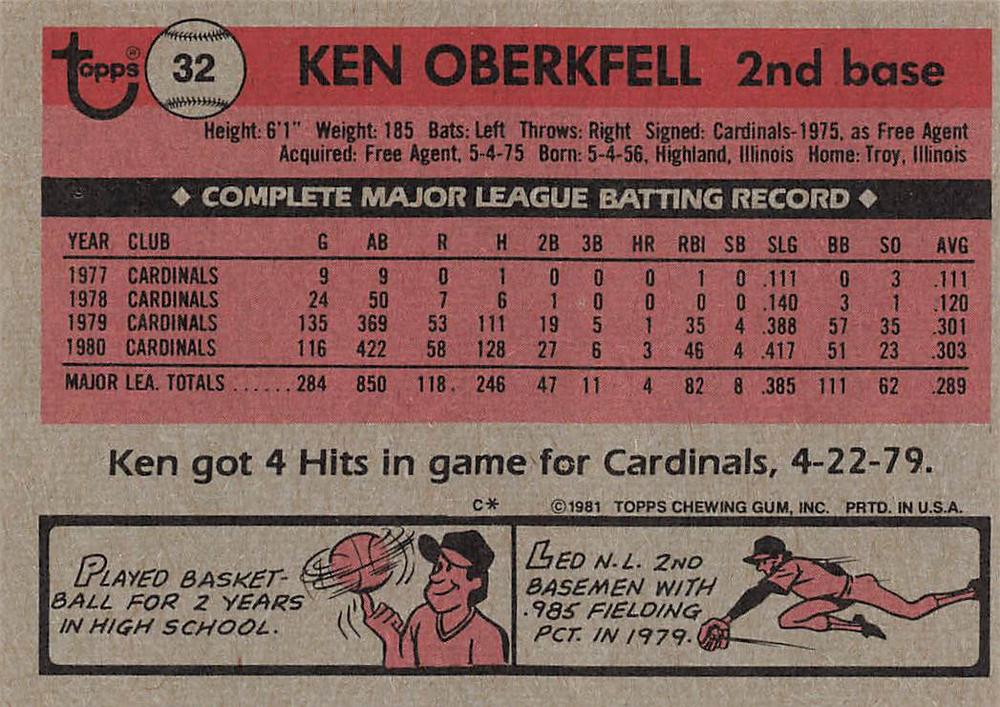 topps® 32 KEN OBERKFELL 2nd base
Height: 6'1" Weight: 185 Bats: Left Throws: Right Signed: Cardinals-1975, as Free Agent
Acquired: Free Agent, 5-4-75 Born: 5-4-56, Highland, Illinois Home: Troy, Illinois
◆ COMPLETE MAJOR LEAGUE BATTING RECORD ◆
YEAR CLUB G AB R H 2B 3B HR RBI SB SLG BB SO AVG
1977 CARDINALS 9 9 0 1 0 0 0 1 0 .111 0 3 .111
1978 CARDINALS 24 50 7 6 1 0 0 0 0 .140 3 1 .120
1979 CARDINALS 135 369 53 111 19 5 1 35 4 .388 57 35 .301
1980 CARDINALS 116 422 58 128 27 6 3 46 4 .417 51 23 .303
MAJOR LEA. TOTALS ...... 284 850 118. 246 47 11 4 82 8 .385 111 62 .289
Ken got 4 Hits in game for Cardinals, 4-22-79.
C* ©1981 TOPPS CHEWING GUM, INC. PRTD. IN U.S.A.
PLAYED BASKET-
BALL FOR 2 YEARS
IN HIGH SCHOOL.
LED N.L. 2ND
BASEMEN WITH
.985 FIELDING
PCT. IN 1979.